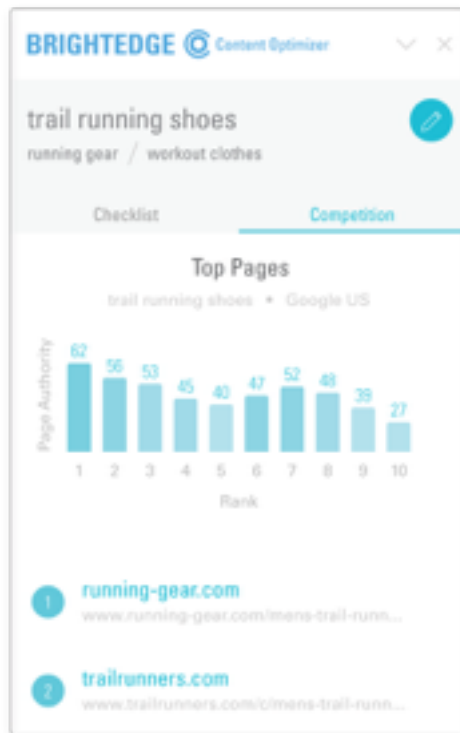 BRIGHTEDGE Content Optimizer
trail running shoes
running gear / workout clothes
Checklist Competition
Top Pages
trail running shoes • Google US
Page Authority
62 56 53 45 40 47 52 48 39 27
1 2 3 4 5 6 7 8 9 10
Rank
1 running-gear.com
www.running-gear.com/mens-trail-runn...
2 trailrunners.com
www.trailrunners.com/c/mens-trail-runn...